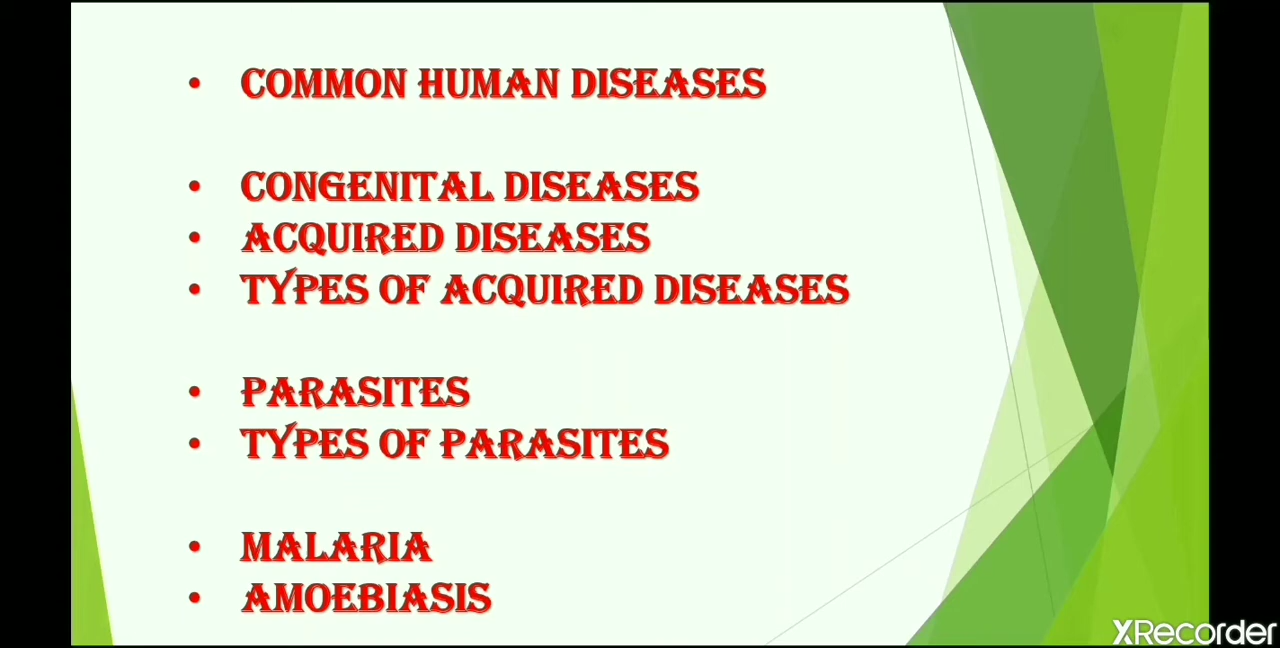 • COMMON HUMAN DISEASES
• CONGENITAL DISEASES
• ACQUIRED DISEASES
• TYPES OF ACQUIRED DISEASES
• PARASITES
• TYPES OF PARASITES
• MALARIA
• AMOEBIASIS
XRecorder